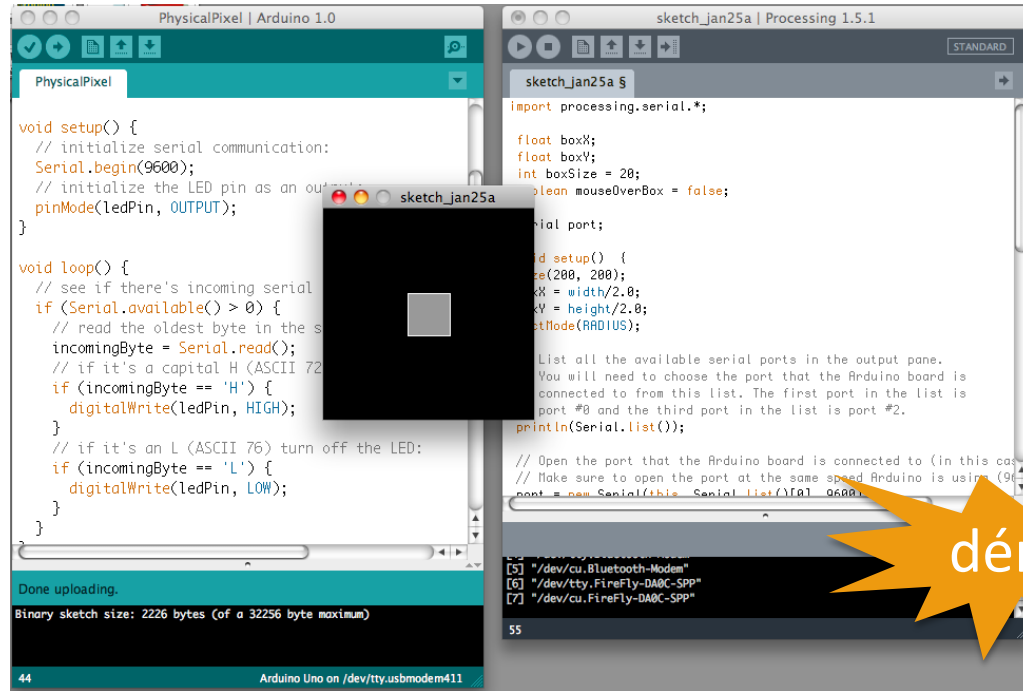 PhysicalPixel | Arduino 1.0
PhysicalPixel
void setup() {
// initialize serial communication:
Serial.begin(9600);
// initialize the LED pin as an output:
pinMode(ledPin, OUTPUT);
}
void loop() {
// see if there's incoming serial
if (Serial.available() > 0) {
// read the oldest byte in the s
incomingByte = Serial.read();
// if it's a capital H (ASCII 72
if (incomingByte == 'H') {
digitalWrite(ledPin, HIGH);
}
// if it's an L (ASCII 76) turn off the LED:
if (incomingByte == 'L') {
digitalWrite(ledPin, LOW);
}
}
Done uploading.
Binary sketch size: 2226 bytes (of a 32256 byte maximum)
44
Arduino Uno on /dev/tty.usbmodem411
sketch_jan25a
sketch_jan25a | Processing 1.5.1
STANDARD
sketch_jan25a §
import processing.serial.*;
float boxX;
float boxY;
int boxSize = 20;
olean mouseOverBox = false;
ial port;
d setup() {
ze(200, 200);
xX = width/2.0;
xY = height/2.0;
ctMode(RADIUS);
List all the available serial ports in the output pane.
You will need to choose the port that the Arduino board is
connected to from this list. The first port in the list is
port #0 and the third port in the list is port #2.
println(Serial.list());
// Open the port that the Arduino board is connected to (in this cas
// Make sure to open the port at the same speed Arduino is using (96
port = new Serial(this, Serial.list()[0], 9600)
[5] "/dev/cu.Bluetooth-Modem"
[6] "/dev/tty.FireFly-DA0C-SPP"
[7] "/dev/cu.FireFly-DA0C-SPP"
55
dé